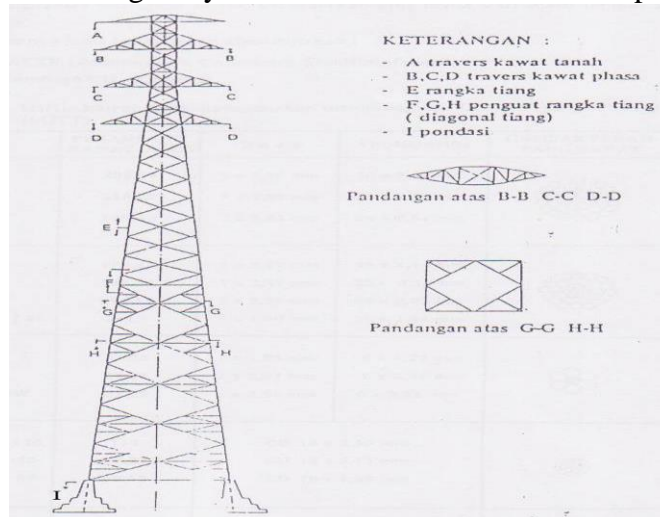 A
B B
C C
D D
E
F
G G
H H
I
KETERANGAN :
- A travers kawat tanah
- B,C,D travers kawat phasa
- E rangka tiang
- F,G,H penguat rangka tiang
( diagonal tiang)
- I pondasi
Pandangan atas B-B C-C D-D
Pandangan atas G-G H-H